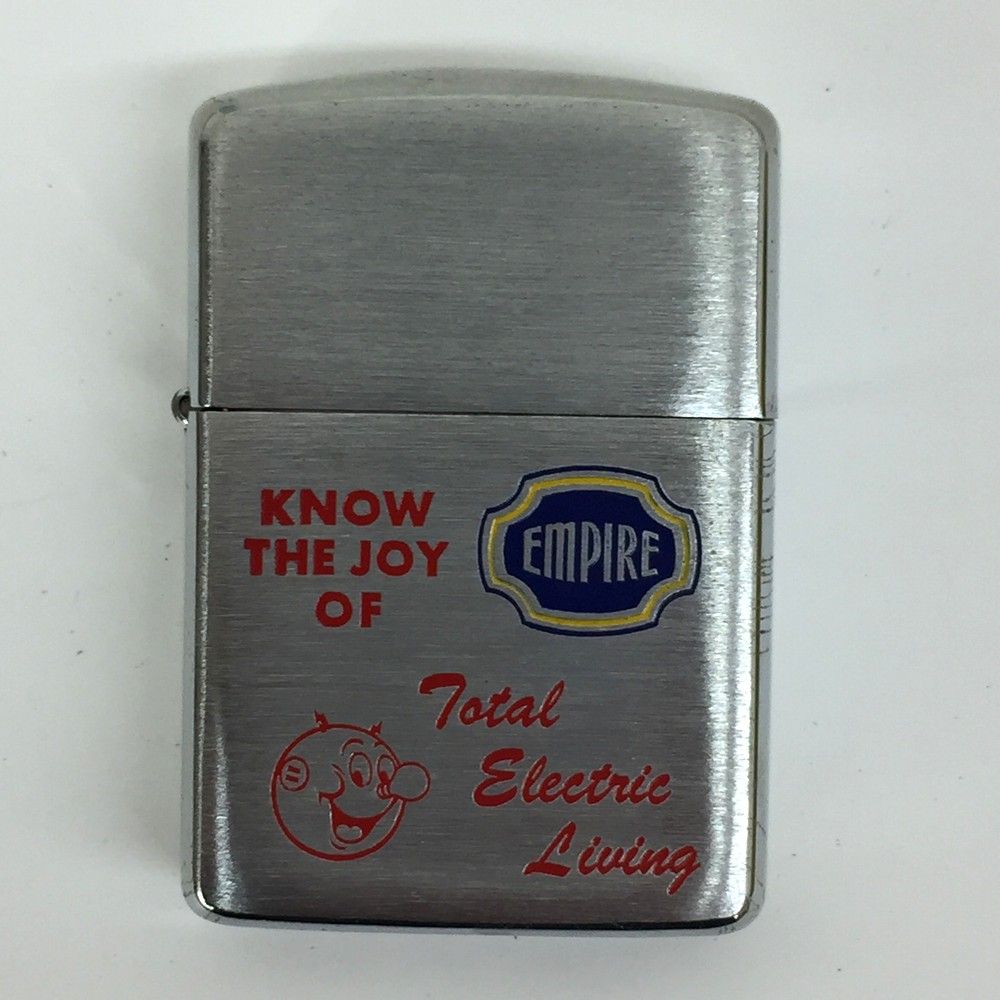 KNOW
THE JOY
OF
EMPIRE
Total
Electric
Living